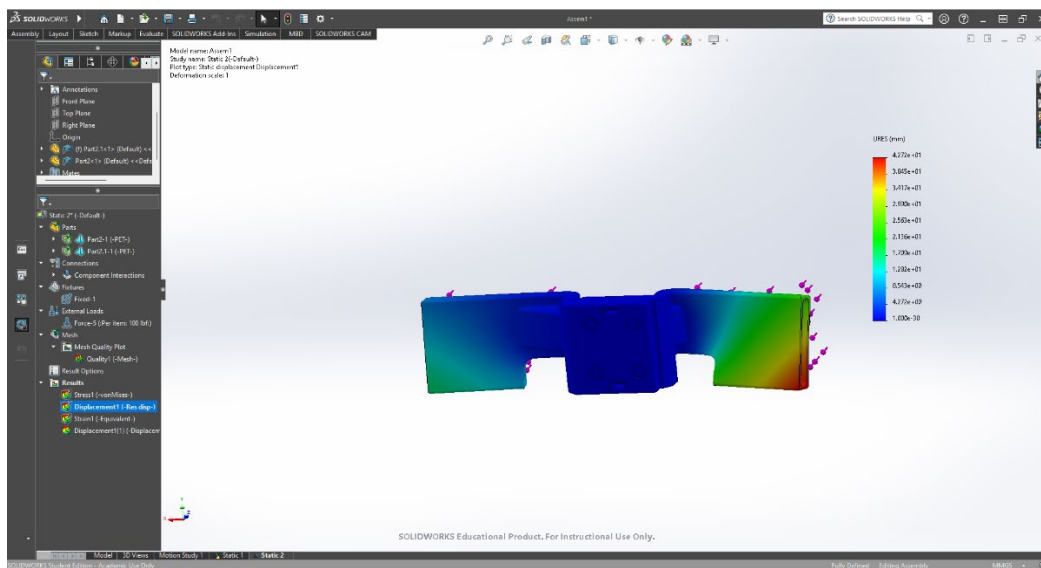 SOLIDWORKS
Assem1 *
Search SOLIDWORKS Help
Assembly Layout Sketch Markup Evaluate SOLIDWORKS Add-Ins Simulation MBD SOLIDWORKS CAM
Model name: Assem1
Study name: Static 2(-Default-)
Plot type: Static displacement Displacement1
Deformation scale: 1
Annotations
Front Plane
Top Plane
Right Plane
Origin
(f) Part2.1<1> (Default) <<
Part2<1> (Default) <<Defa
Mates
Static 2* (-Default-)
Parts
Part2-1 (-PET-)
Part2.1-1 (-PET-)
Connections
Component Interactions
Fixtures
Fixed-1
External Loads
Force-5 (:Per item: 100 lbf:)
Mesh
Mesh Quality Plot
Quality1 (-Mesh-)
Result Options
Results
Stress1 (-vonMises-)
Displacement1 (-Res disp-)
Strain1 (-Equivalent-)
Displacement1(1) (-Displacem
URES (mm)
4.272e+01
3.845e+01
3.417e+01
2.990e+01
2.563e+01
2.136e+01
1.709e+01
1.282e+01
8.543e+00
4.272e+00
1.000e-30
SOLIDWORKS Educational Product. For Instructional Use Only.
Model 3D Views Motion Study 1 Static 1 Static 2
SOLIDWORKS Student Edition - Academic Use Only
Fully Defined Editing Assembly MMGS